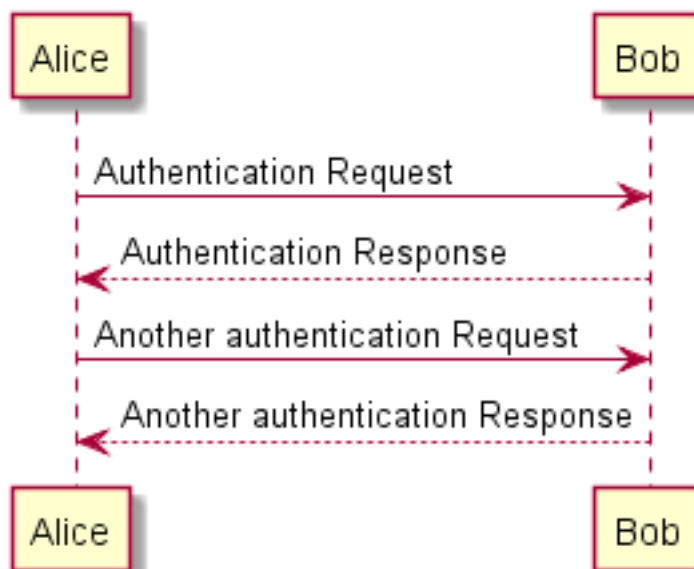 Alice Bob
Authentication Request
Authentication Response
Another authentication Request
Another authentication Response
Alice Bob